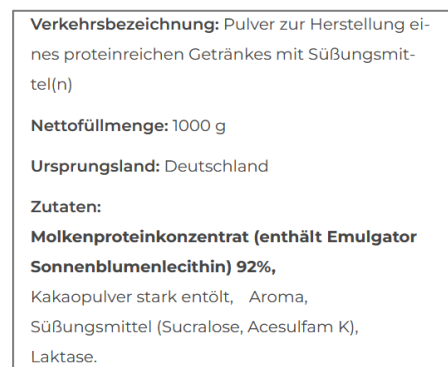 Verkehrsbezeichnung: Pulver zur Herstellung ei-
nes proteinreichen Getränkes mit Süßungsmit-
tel(n)
Nettofüllmenge: 1000 g
Ursprungsland: Deutschland
Zutaten:
Molkenproteinkonzentrat (enthält Emulgator
Sonnenblumenlecithin) 92%,
Kakaopulver stark entölt, Aroma,
Süßungsmittel (Sucralose, Acesulfam K),
Laktase.